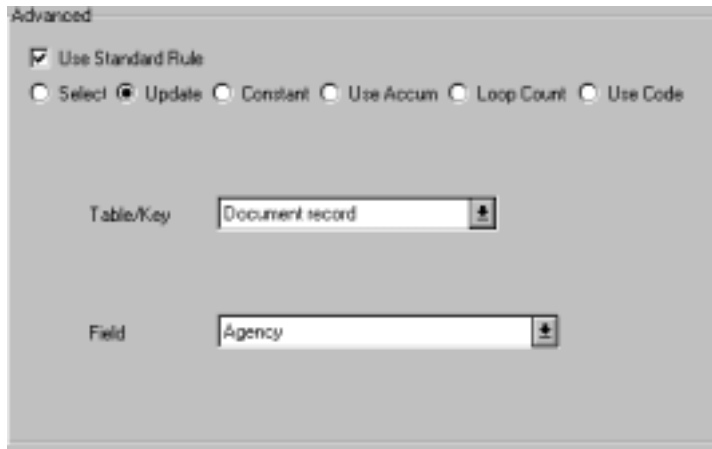 Advanced
Use Standard Rule
Select Update Constant Use Accum Loop Count Use Code
Table/Key Document record
Field Agency